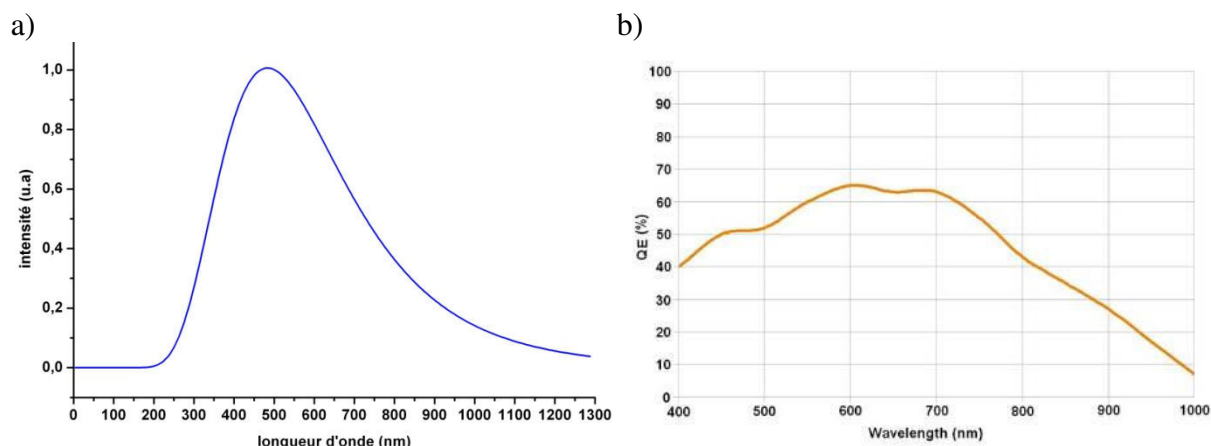 a)
1,0
0,8
0,6
0,4
0,2
0,0
intensité (u.a)
0 100 200 300 400 500 600 700 800 900 1000 1100 1200 1300
longueur d'onde (nm)
b)
100
90
80
70
60
50
40
30
20
10
0
QE (%)
400 500 600 700 800 900 1000
Wavelength (nm)